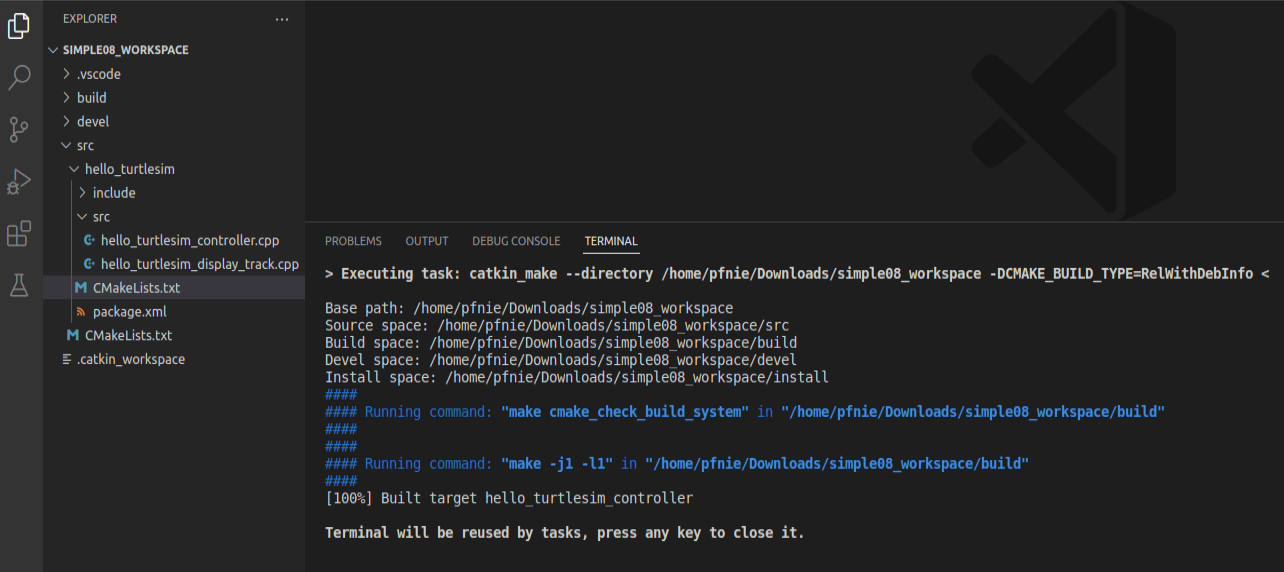 EXPLORER
SIMPLE08_WORKSPACE
.vscode
build
devel
src
hello_turtlesim
include
src
hello_turtlesim_controller.cpp
hello_turtlesim_display_track.cpp
CMakeLists.txt
package.xml
CMakeLists.txt
.catkin_workspace
PROBLEMS OUTPUT DEBUG CONSOLE TERMINAL
> Executing task: catkin_make --directory /home/pfnie/Downloads/simple08_workspace -DCMAKE_BUILD_TYPE=RelWithDebInfo <
Base path: /home/pfnie/Downloads/simple08_workspace
Source space: /home/pfnie/Downloads/simple08_workspace/src
Build space: /home/pfnie/Downloads/simple08_workspace/build
Devel space: /home/pfnie/Downloads/simple08_workspace/devel
Install space: /home/pfnie/Downloads/simple08_workspace/install
####
#### Running command: "make cmake_check_build_system" in "/home/pfnie/Downloads/simple08_workspace/build"
####
####
#### Running command: "make -j1 -l1" in "/home/pfnie/Downloads/simple08_workspace/build"
####
[100%] Built target hello_turtlesim_controller
Terminal will be reused by tasks, press any key to close it.